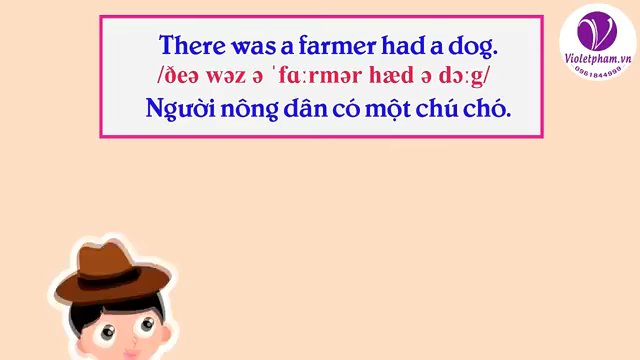 There was a farmer had a dog.
/ðeə wəz ə ˈfɑːrmər hæd ə dɔːg/
Người nông dân có một chú chó.
Violetpham.vn
0961844999